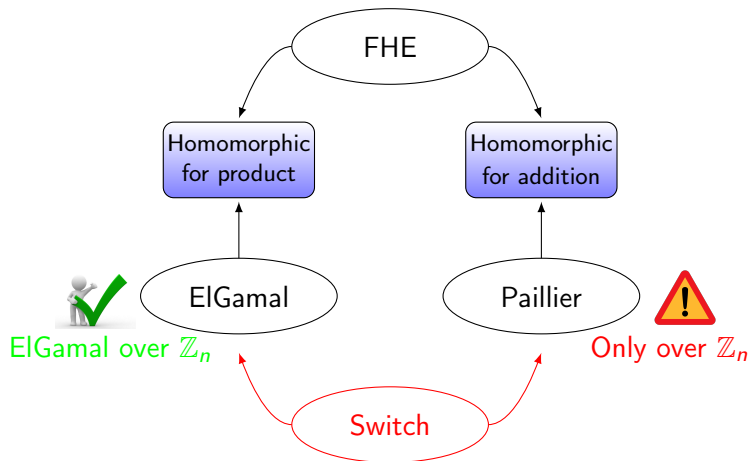 FHE
Homomorphic
for product
Homomorphic
for addition
ElGamal
Paillier
!
ElGamal over ℤₙ
Only over ℤₙ
Switch